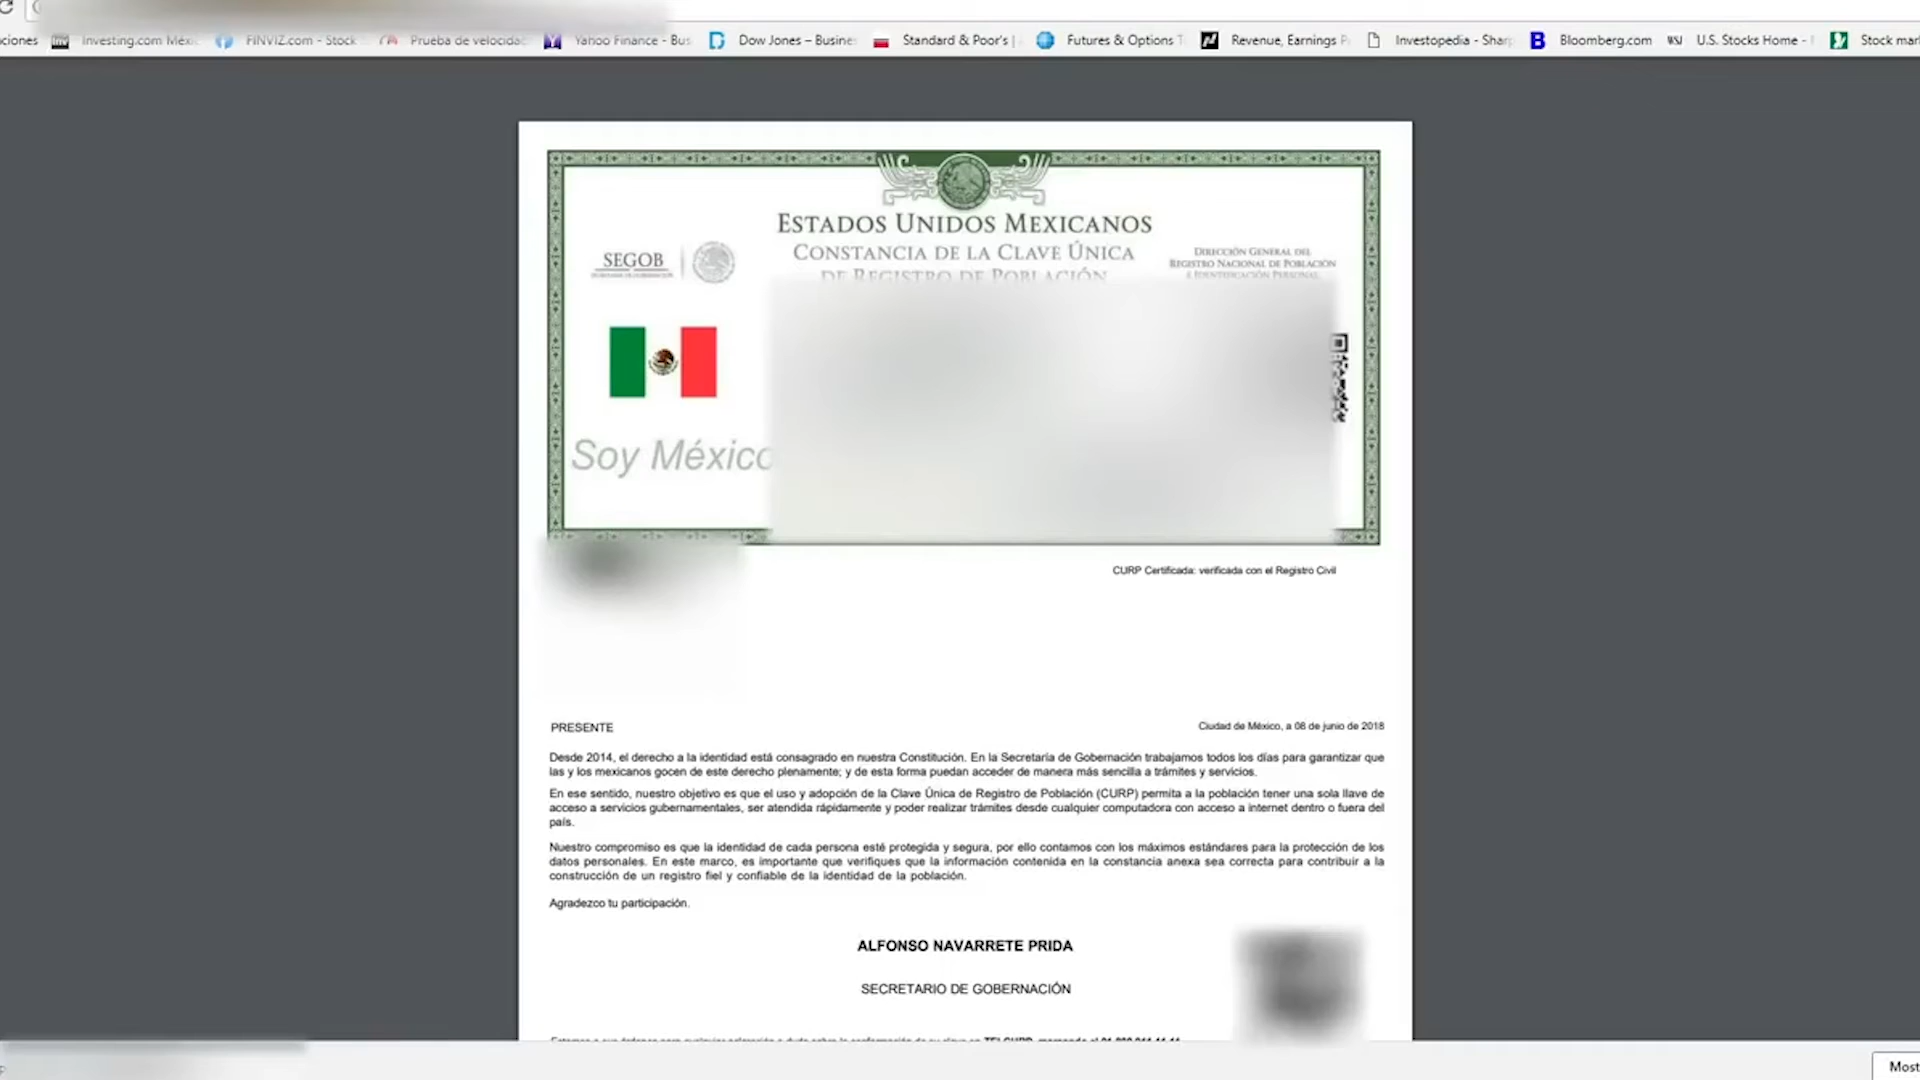 ciones Investing.com Méxi FINVIZ.com - Stock Prueba de velocidad Yahoo Finance - Bus Dow Jones – Busine Standard & Poor's | Futures & Options T Revenue, Earnings P Investopedia - Sharp Bloomberg.com WSJ U.S. Stocks Home - Stock mar
ESTADOS UNIDOS MEXICANOS
CONSTANCIA DE LA CLAVE ÚNICA
DE REGISTRO DE POBLACIÓN
SEGOB
DIRECCIÓN GENERAL DEL
REGISTRO NACIONAL DE POBLACIÓN
E IDENTIFICACIÓN PERSONAL
Soy México
CURP Certificada: verificada con el Registro Civil
PRESENTE
Ciudad de México, a 08 de junio de 2018
Desde 2014, el derecho a la identidad está consagrado en nuestra Constitución. En la Secretaría de Gobernación trabajamos todos los días para garantizar que
las y los mexicanos gocen de este derecho plenamente; y de esta forma puedan acceder de manera más sencilla a trámites y servicios.
En ese sentido, nuestro objetivo es que el uso y adopción de la Clave Única de Registro de Población (CURP) permita a la población tener una sola llave de
acceso a servicios gubernamentales, ser atendida rápidamente y poder realizar trámites desde cualquier computadora con acceso a internet dentro o fuera del
país.
Nuestro compromiso es que la identidad de cada persona esté protegida y segura, por ello contamos con los máximos estándares para la protección de los
datos personales. En este marco, es importante que verifiques que la información contenida en la constancia anexa sea correcta para contribuir a la
construcción de un registro fiel y confiable de la identidad de la población.
Agradezco tu participación.
ALFONSO NAVARRETE PRIDA
SECRETARIO DE GOBERNACIÓN
Most